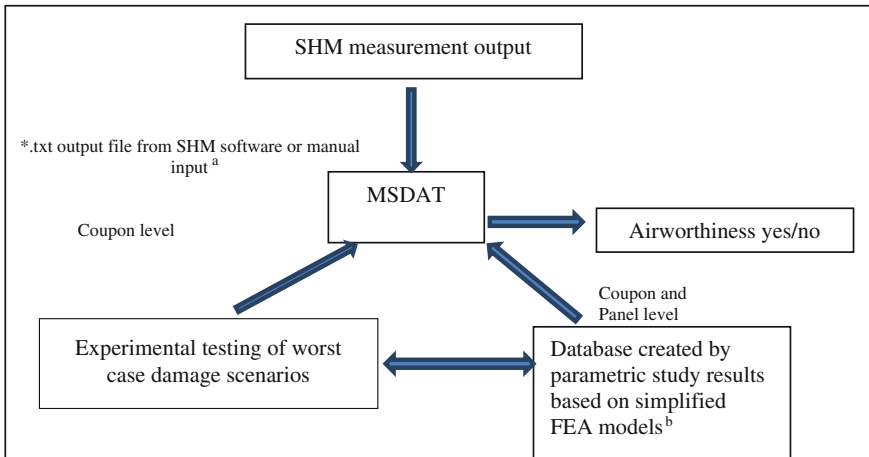 SHM measurement output
*.txt output file from SHM software or manual
input a
MSDAT
Coupon level
Airworthiness yes/no
Coupon and
Panel level
Experimental testing of worst
case damage scenarios
Database created by
parametric study results
based on simplified
FEA models b